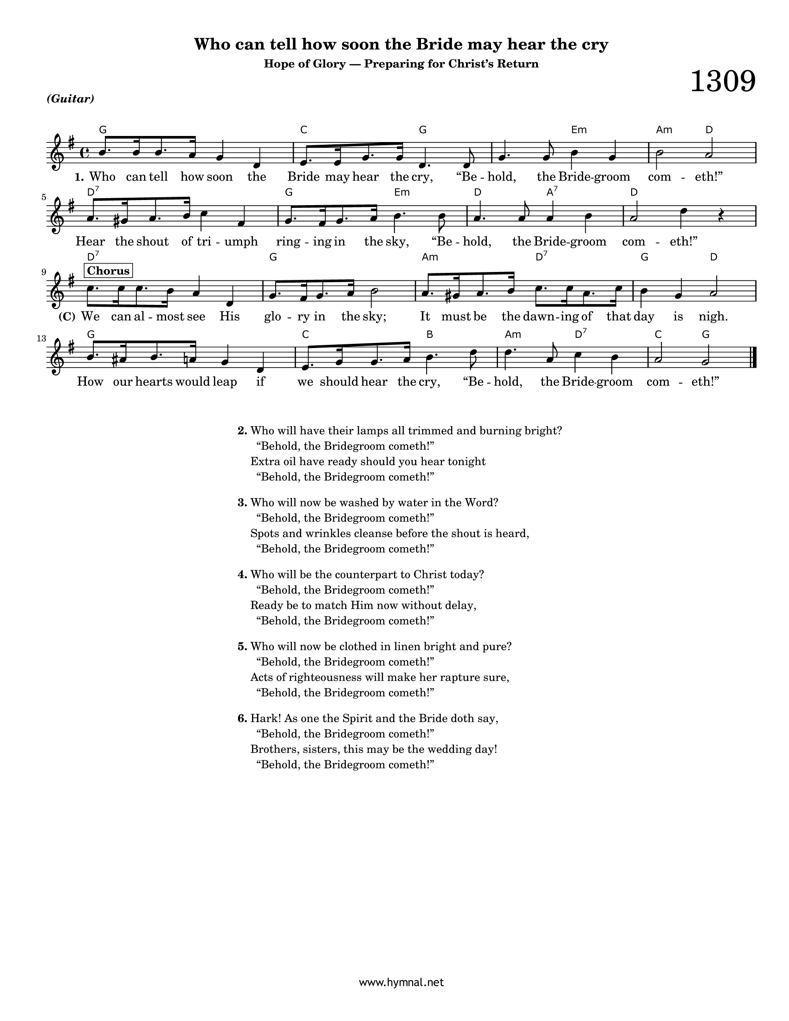 Who can tell how soon the Bride may hear the cry
Hope of Glory — Preparing for Christ's Return
1309
(Guitar)
G C G Em Am D
1. Who can tell how soon the Bride may hear the cry, “Be - hold, the Bride-groom com - eth!”
5 D7 G Em D A7 D
Hear the shout of tri - umph ring - ing in the sky, “Be - hold, the Bride-groom com - eth!”
D7 G Am D7 G D
9 Chorus
(C) We can al - most see His glo - ry in the sky; It must be the dawn-ing of that day is nigh.
13 G C B Am D7 C G
How our hearts would leap if we should hear the cry, “Be - hold, the Bride-groom com - eth!”
2. Who will have their lamps all trimmed and burning bright?
“Behold, the Bridegroom cometh!”
Extra oil have ready should you hear tonight
“Behold, the Bridegroom cometh!”
3. Who will now be washed by water in the Word?
“Behold, the Bridegroom cometh!”
Spots and wrinkles cleanse before the shout is heard,
“Behold, the Bridegroom cometh!”
4. Who will be the counterpart to Christ today?
“Behold, the Bridegroom cometh!”
Ready be to match Him now without delay,
“Behold, the Bridegroom cometh!”
5. Who will now be clothed in linen bright and pure?
“Behold, the Bridegroom cometh!”
Acts of righteousness will make her rapture sure,
“Behold, the Bridegroom cometh!”
6. Hark! As one the Spirit and the Bride doth say,
“Behold, the Bridegroom cometh!”
Brothers, sisters, this may be the wedding day!
“Behold, the Bridegroom cometh!”
www.hymnal.net